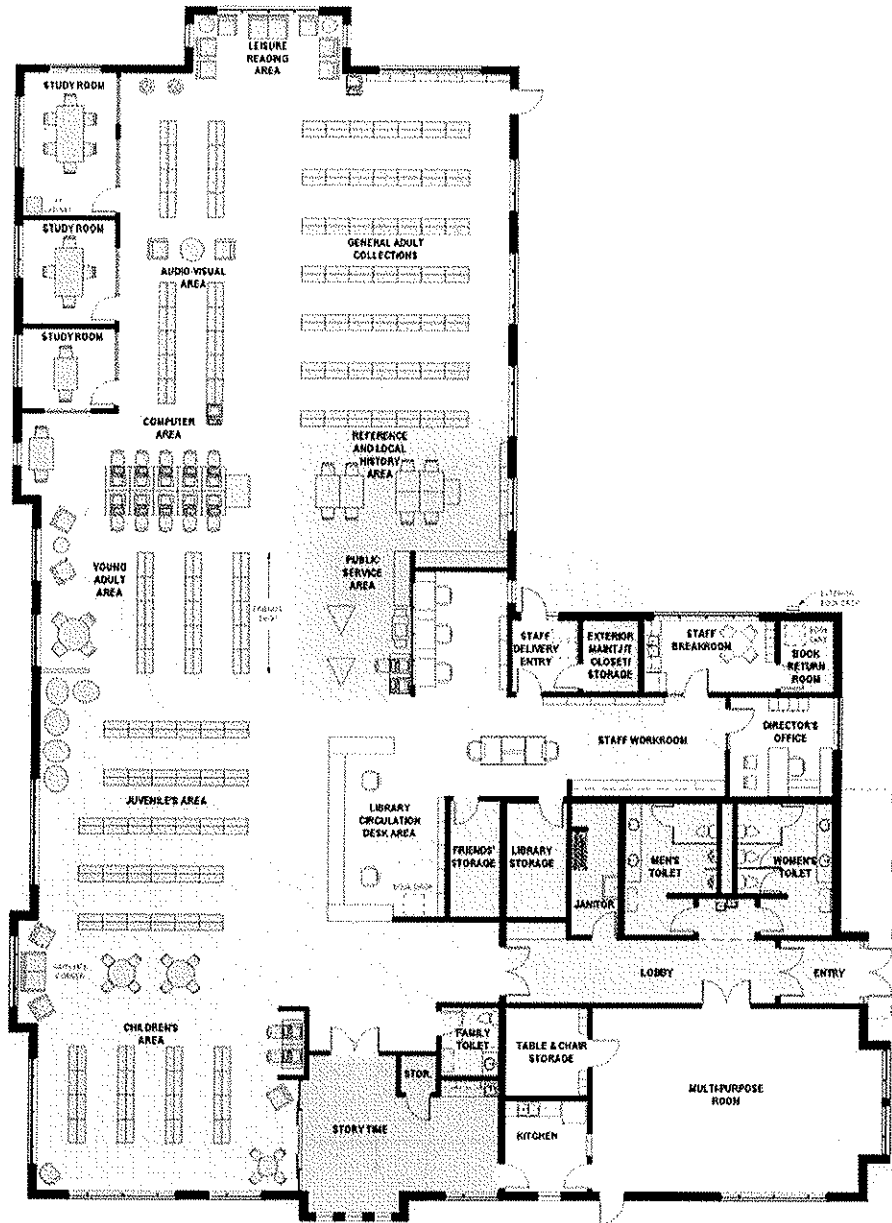 LEISURE
READING
AREA
STUDY ROOM
STUDY ROOM
GENERAL ADULT
COLLECTIONS
AUDIO-VISUAL
AREA
STUDY ROOM
COMPUTER
AREA
REFERENCE
AND LOCAL
HISTORY
AREA
YOUNG
ADULT AREA
PUBLIC
SERVICE
AREA
STAFF
DELIVERY
ENTRY
EXTERIOR
MAINT./IT
CLOSET/
STORAGE
STAFF
BREAKROOM
BOOK
RETURN
ROOM
STAFF WORKROOM
DIRECTOR'S
OFFICE
JUVENILE'S AREA
LIBRARY
CIRCULATION
DESK AREA
FRIENDS'
STORAGE
LIBRARY
STORAGE
JANITOR
MEN'S
TOILET
WOMEN'S
TOILET
LOBBY
ENTRY
CHILDREN'S
AREA
FAMILY
TOILET
STOR.
TABLE & CHAIR
STORAGE
MULTI-PURPOSE
ROOM
STORY TIME
KITCHEN